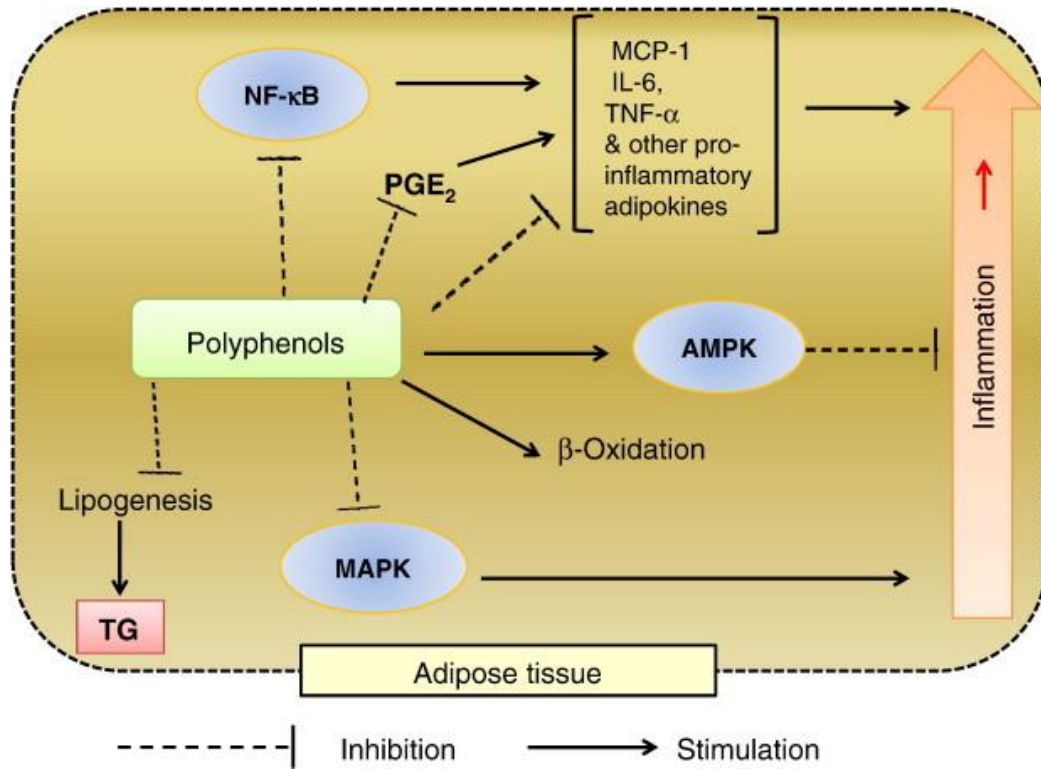 NF-κB
MCP-1
IL-6,
TNF-α
& other pro-
inflammatory
adipokines
PGE₂
Polyphenols
AMPK
Inflammation
β-Oxidation
Lipogenesis
MAPK
TG
Adipose tissue
Inhibition
Stimulation